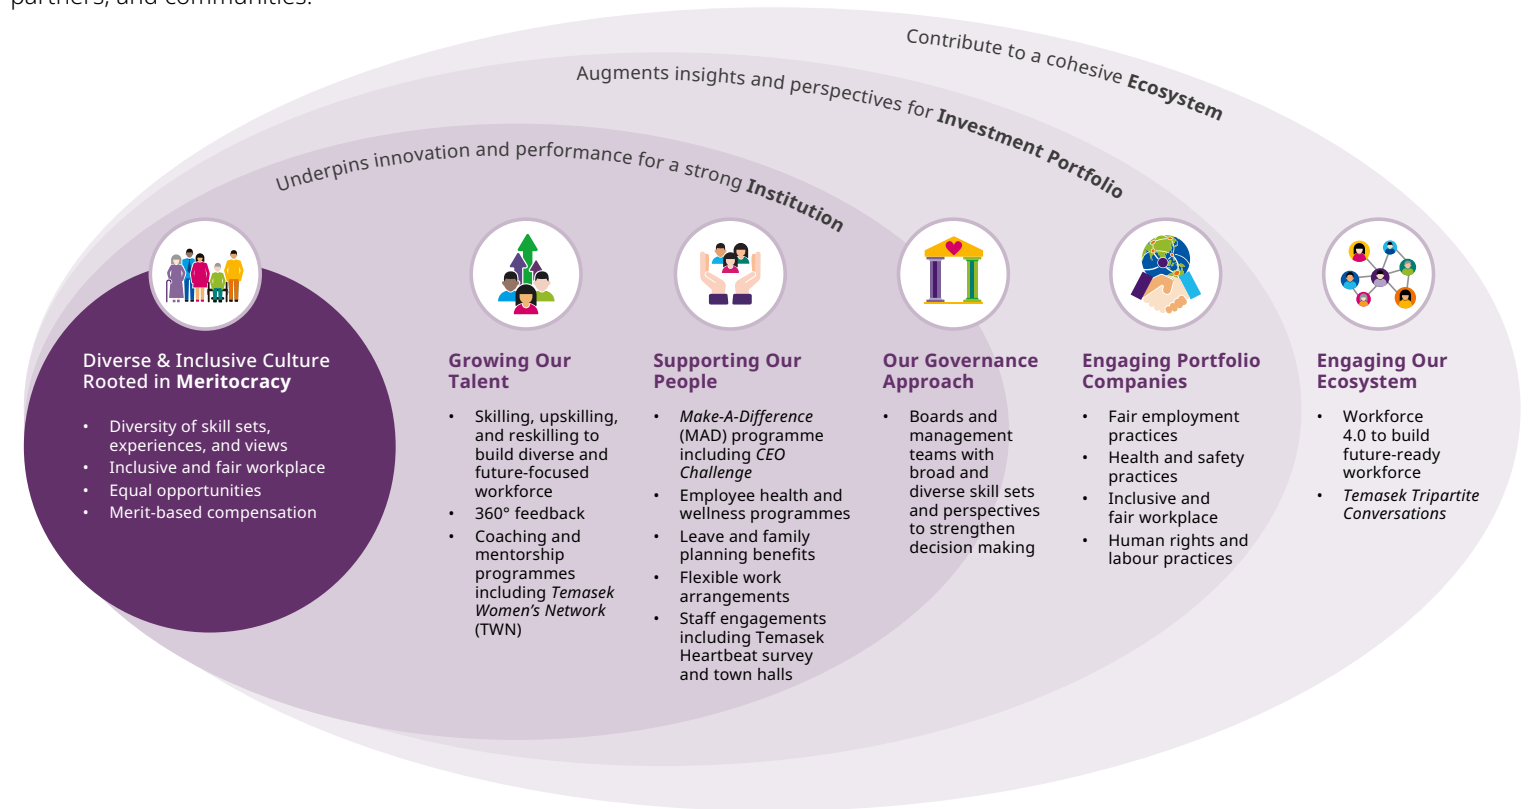 partners, and communities.
Contribute to a cohesive Ecosystem
Augments insights and perspectives for Investment Portfolio
Underpins innovation and performance for a strong Institution
Diverse & Inclusive Culture
Rooted in Meritocracy
• Diversity of skill sets,
experiences, and views
• Inclusive and fair workplace
• Equal opportunities
• Merit-based compensation
Growing Our
Talent
• Skilling, upskilling,
and reskilling to
build diverse and
future-focused
workforce
• 360° feedback
• Coaching and
mentorship
programmes
including Temasek
Women’s Network
(TWN)
Supporting Our
People
• Make-A-Difference
(MAD) programme
including CEO
Challenge
• Employee health and
wellness programmes
• Leave and family
planning benefits
• Flexible work
arrangements
• Staff engagements
including Temasek
Heartbeat survey
and town halls
Our Governance
Approach
• Boards and
management
teams with
broad and
diverse skill sets
and perspectives
to strengthen
decision making
Engaging Portfolio
Companies
• Fair employment
practices
• Health and safety
practices
• Inclusive and
fair workplace
• Human rights and
labour practices
Engaging Our
Ecosystem
• Workforce
4.0 to build
future-ready
workforce
• Temasek Tripartite
Conversations